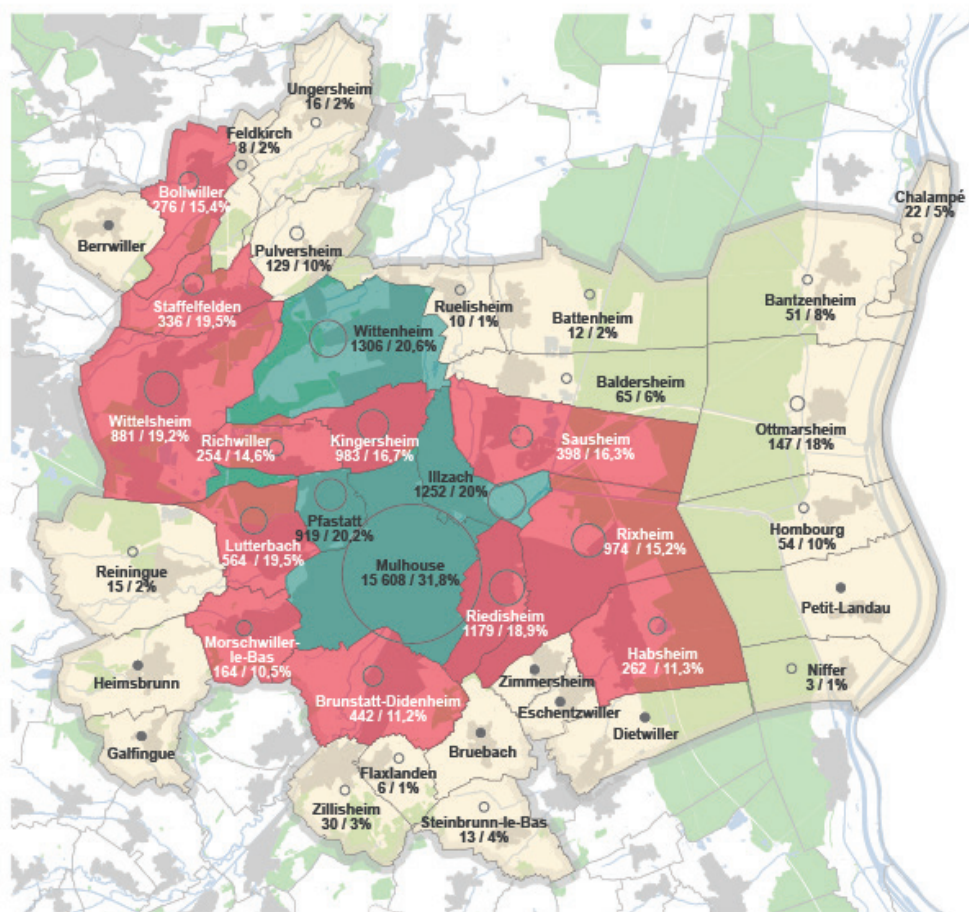 Ungersheim
16 / 2%
Feldkirch
8 / 2%
Bollwiller
276 / 15,4%
Chalampé
22 / 5%
Berrwiller
Pulversheim
129 / 10%
Staffelfelden
336 / 19,5%
Ruelisheim
10 / 1%
Battenheim
12 / 2%
Bantzenheim
51 / 8%
Wittenheim
1306 / 20,6%
Baldersheim
65 / 6%
Wittelsheim
881 / 19,2%
Richwiller
254 / 14,6%
Kingersheim
983 / 16,7%
Sausheim
398 / 16,3%
Ottmarsheim
147 / 18%
Illzach
1252 / 20%
Pfastatt
919 / 20,2%
Lutterbach
564 / 19,5%
Rixheim
974 / 15,2%
Hombourg
54 / 10%
Reiningue
15 / 2%
Mulhouse
15 608 / 31,8%
Petit-Landau
Riedisheim
1179 / 18,9%
Morschwiller-
le-Bas
164 / 10,5%
Habsheim
262 / 11,3%
Heimsbrunn
Zimmersheim
Niffer
3 / 1%
Brunstatt-Didenheim
442 / 11,2%
Eschentzwiller
Dietwiller
Galfingue
Bruebach
Flaxlanden
6 / 1%
Zillisheim
30 / 3%
Steinbrunn-le-Bas
13 / 4%